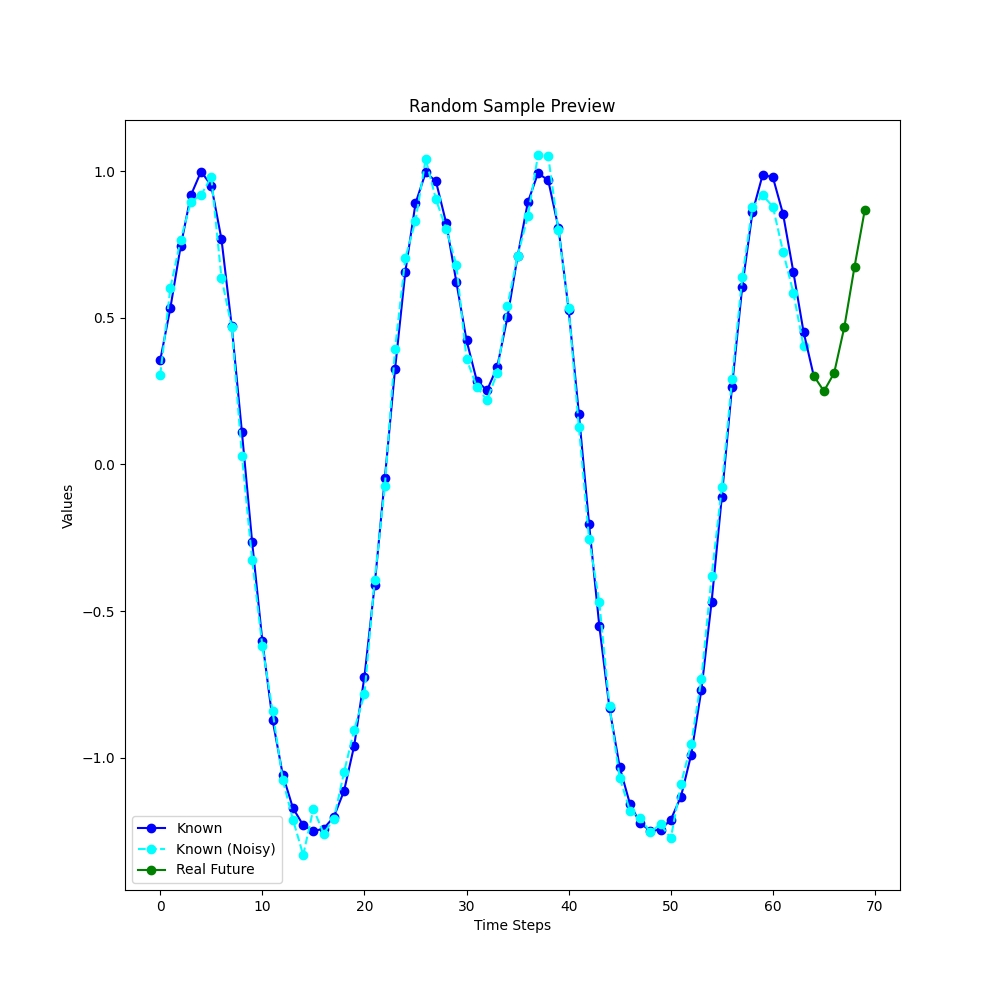 Random Sample Preview
1.0
0.5
0.0
−0.5
−1.0
Values
Known
Known (Noisy)
Real Future
0 10 20 30 40 50 60 70
Time Steps